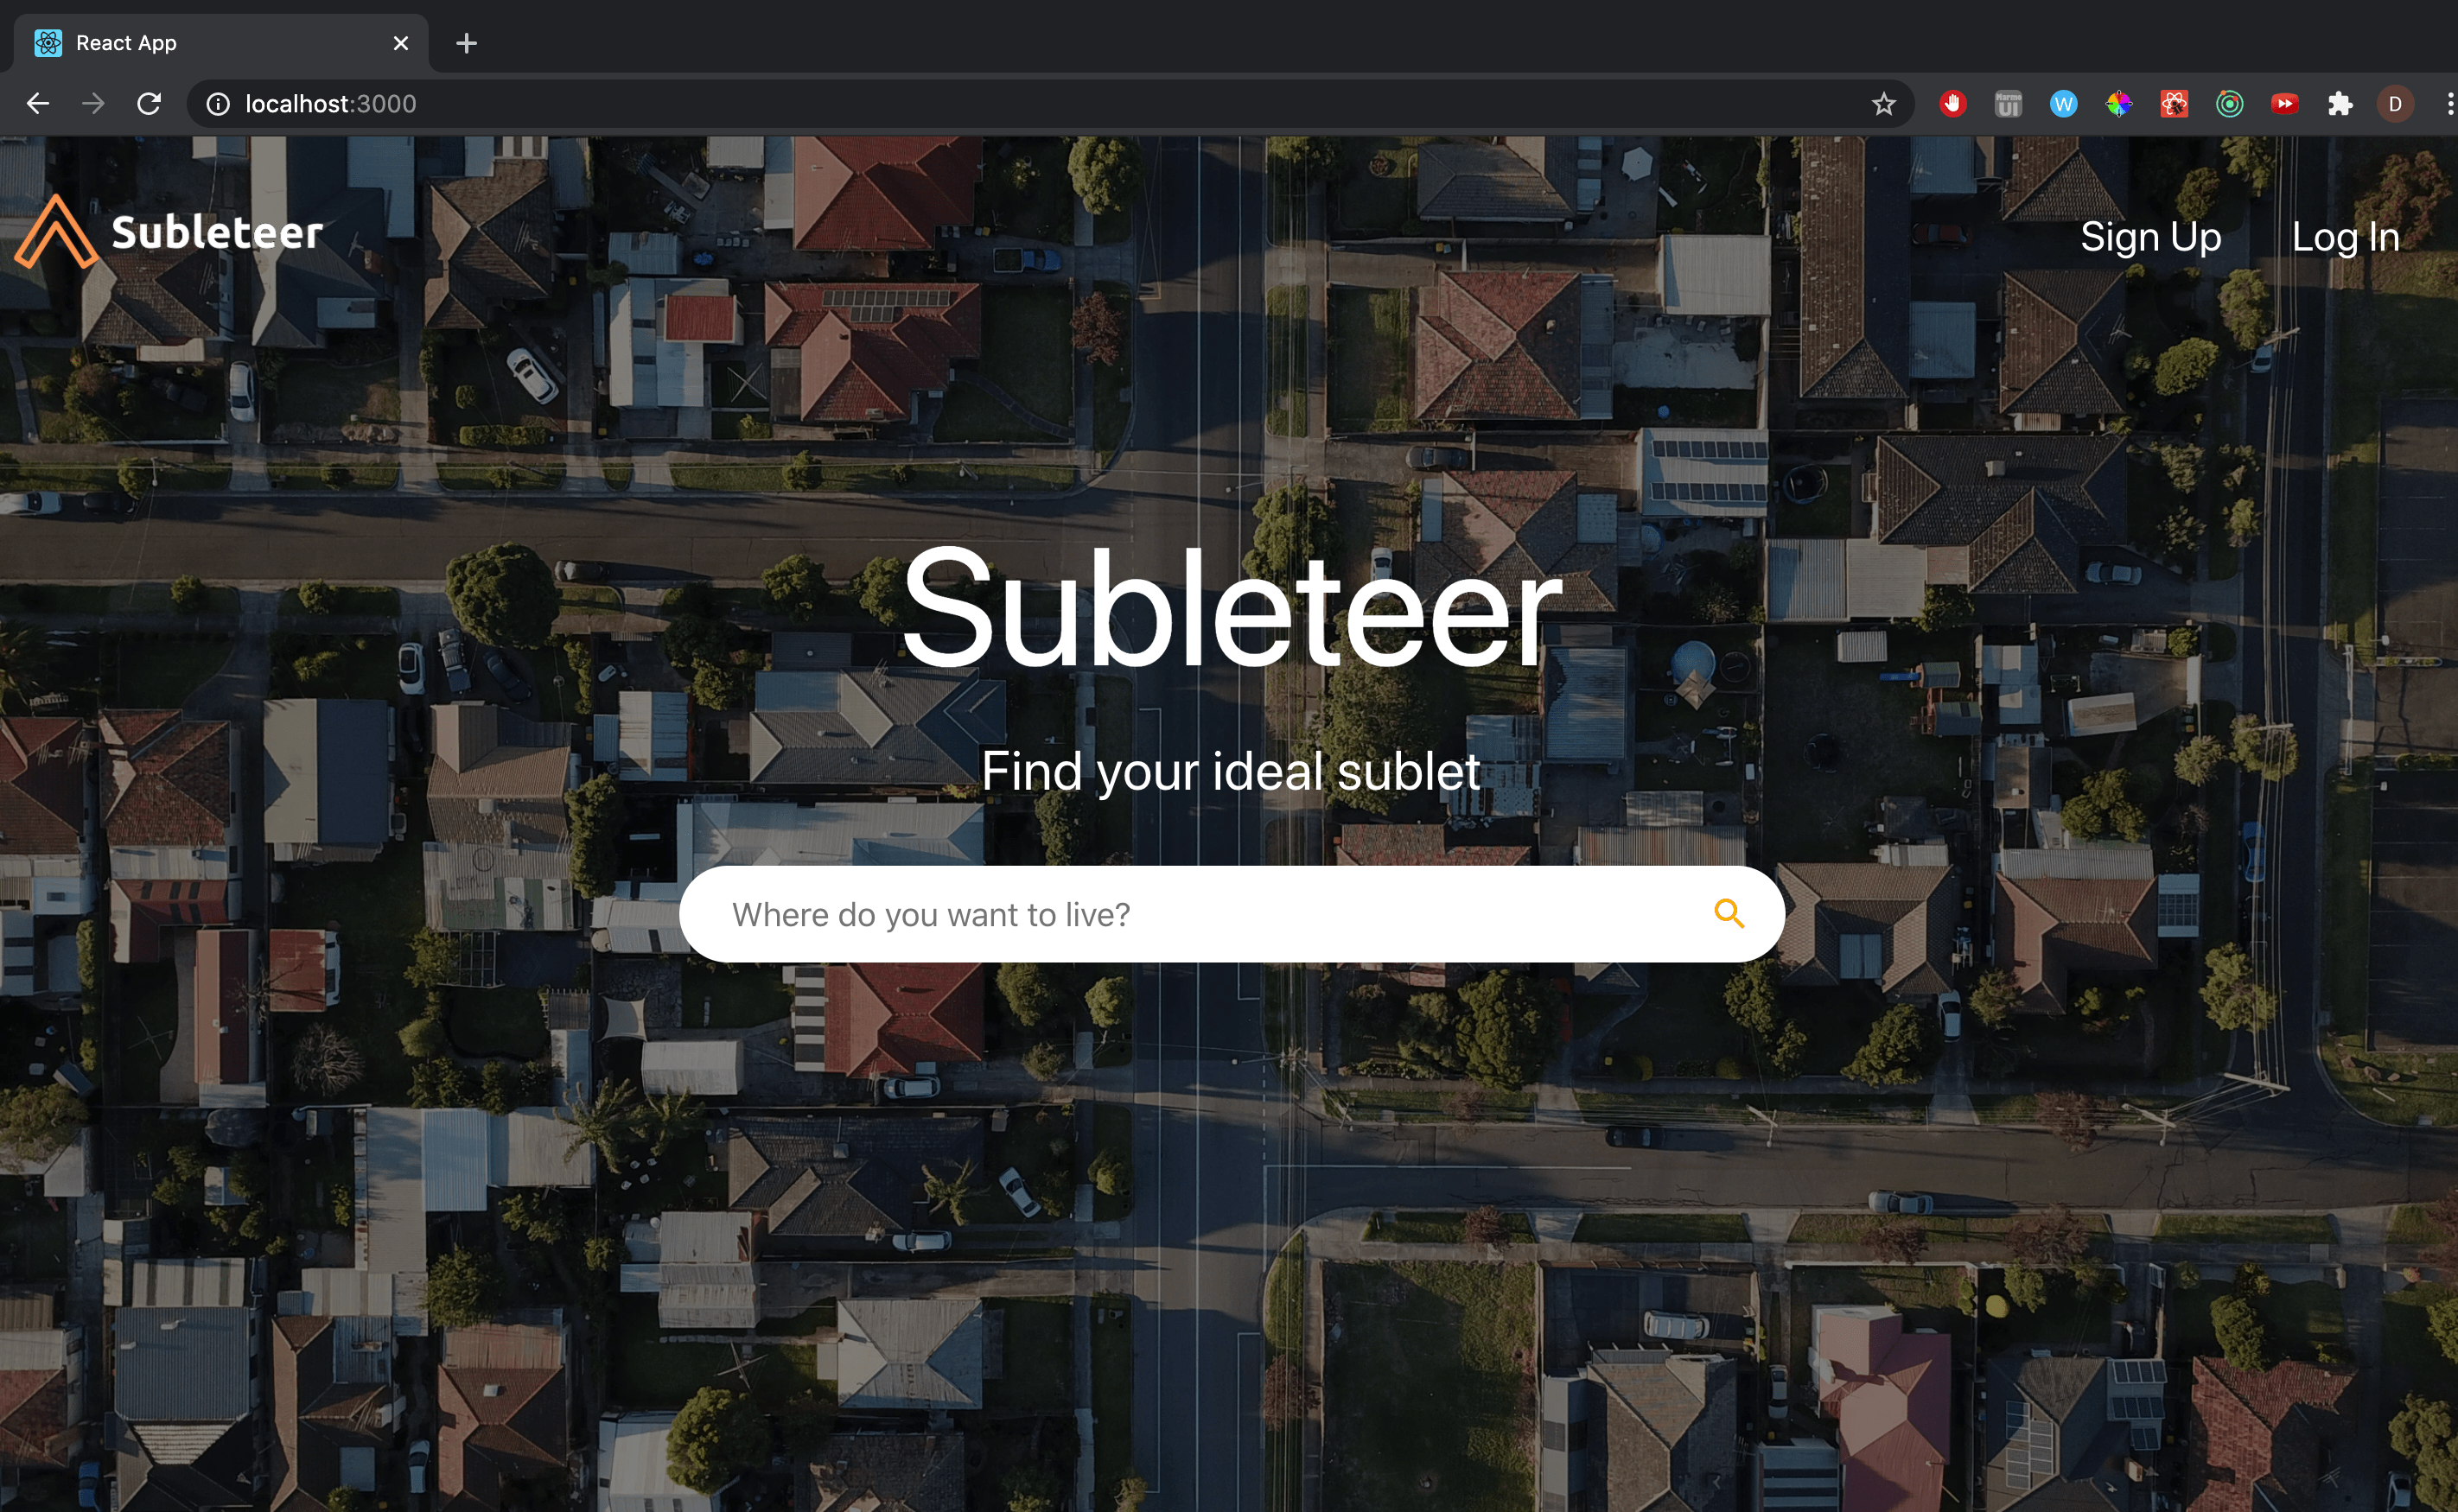 React App
localhost:3000
UI
W
D
Subleteer
Sign Up
Log In
Subleteer
Find your ideal sublet
Where do you want to live?